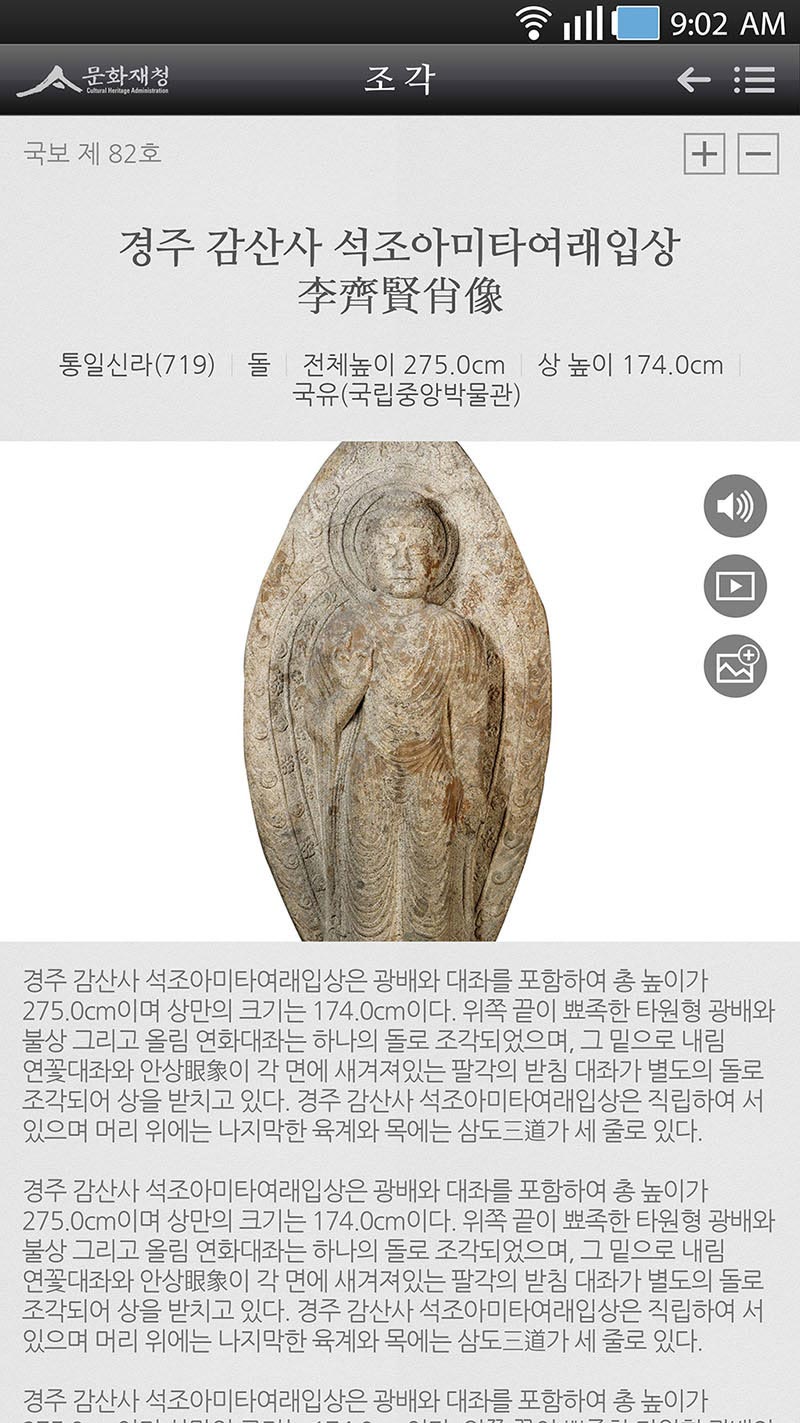 9:02 AM
문화재청
Cultural Heritage Administration
조각
국보 제 82호
경주 감산사 석조아미타여래입상
李齊賢肖像
통일신라(719) | 돌 | 전체높이 275.0cm | 상 높이 174.0cm |
국유(국립중앙박물관)
경주 감산사 석조아미타여래입상은 광배와 대좌를 포함하여 총 높이가
275.0cm이며 상만의 크기는 174.0cm이다. 위쪽 끝이 뾰족한 타원형 광배와
불상 그리고 올림 연화대좌는 하나의 돌로 조각되었으며, 그 밑으로 내림
연꽃대좌와 안상眼象이 각 면에 새겨져있는 팔각의 받침 대좌가 별도의 돌로
조각되어 상을 받치고 있다. 경주 감산사 석조아미타여래입상은 직립하여 서
있으며 머리 위에는 나지막한 육계와 목에는 삼도三道가 세 줄로 있다.
경주 감산사 석조아미타여래입상은 광배와 대좌를 포함하여 총 높이가
275.0cm이며 상만의 크기는 174.0cm이다. 위쪽 끝이 뾰족한 타원형 광배와
불상 그리고 올림 연화대좌는 하나의 돌로 조각되었으며, 그 밑으로 내림
연꽃대좌와 안상眼象이 각 면에 새겨져있는 팔각의 받침 대좌가 별도의 돌로
조각되어 상을 받치고 있다. 경주 감산사 석조아미타여래입상은 직립하여 서
있으며 머리 위에는 나지막한 육계와 목에는 삼도三道가 세 줄로 있다.
경주 감산사 석조아미타여래입상은 광배와 대좌를 포함하여 총 높이가